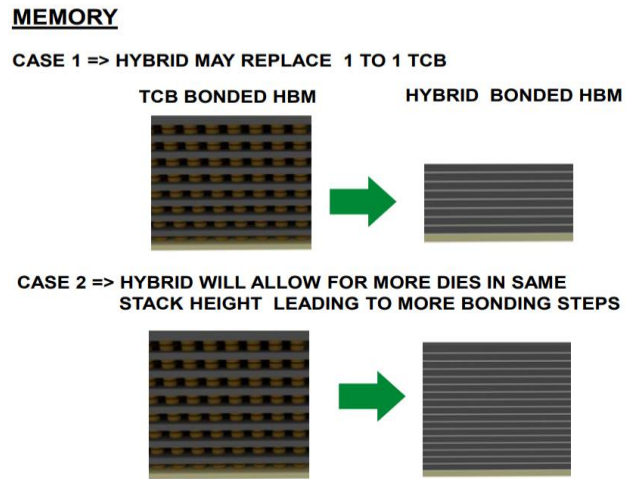 MEMORY
CASE 1 => HYBRID MAY REPLACE 1 TO 1 TCB
TCB BONDED HBM
HYBRID BONDED HBM
CASE 2 => HYBRID WILL ALLOW FOR MORE DIES IN SAME
STACK HEIGHT LEADING TO MORE BONDING STEPS